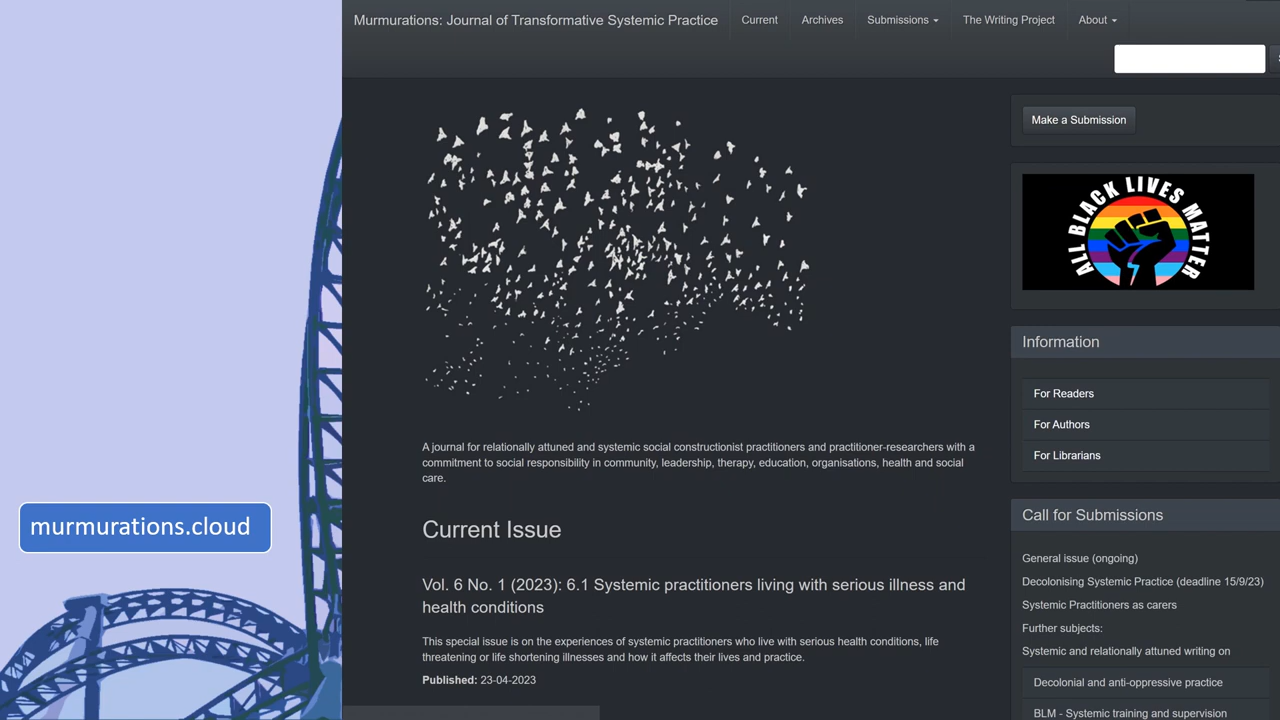 Murmurations: Journal of Transformative Systemic Practice
Current
Archives
Submissions
The Writing Project
About
Make a Submission
ALL BLACK LIVES MATTER
Information
For Readers
For Authors
For Librarians
A journal for relationally attuned and systemic social constructionist practitioners and practitioner-researchers with a
commitment to social responsibility in community, leadership, therapy, education, organisations, health and social
care.
murmurations.cloud
Current Issue
Vol. 6 No. 1 (2023): 6.1 Systemic practitioners living with serious illness and
health conditions
This special issue is on the experiences of systemic practitioners who live with serious health conditions, life
threatening or life shortening illnesses and how it affects their lives and practice.
Published: 23-04-2023
Call for Submissions
General issue (ongoing)
Decolonising Systemic Practice (deadline 15/9/23)
Systemic Practitioners as carers
Further subjects:
Systemic and relationally attuned writing on
Decolonial and anti-oppressive practice
BLM - Systemic training and supervision